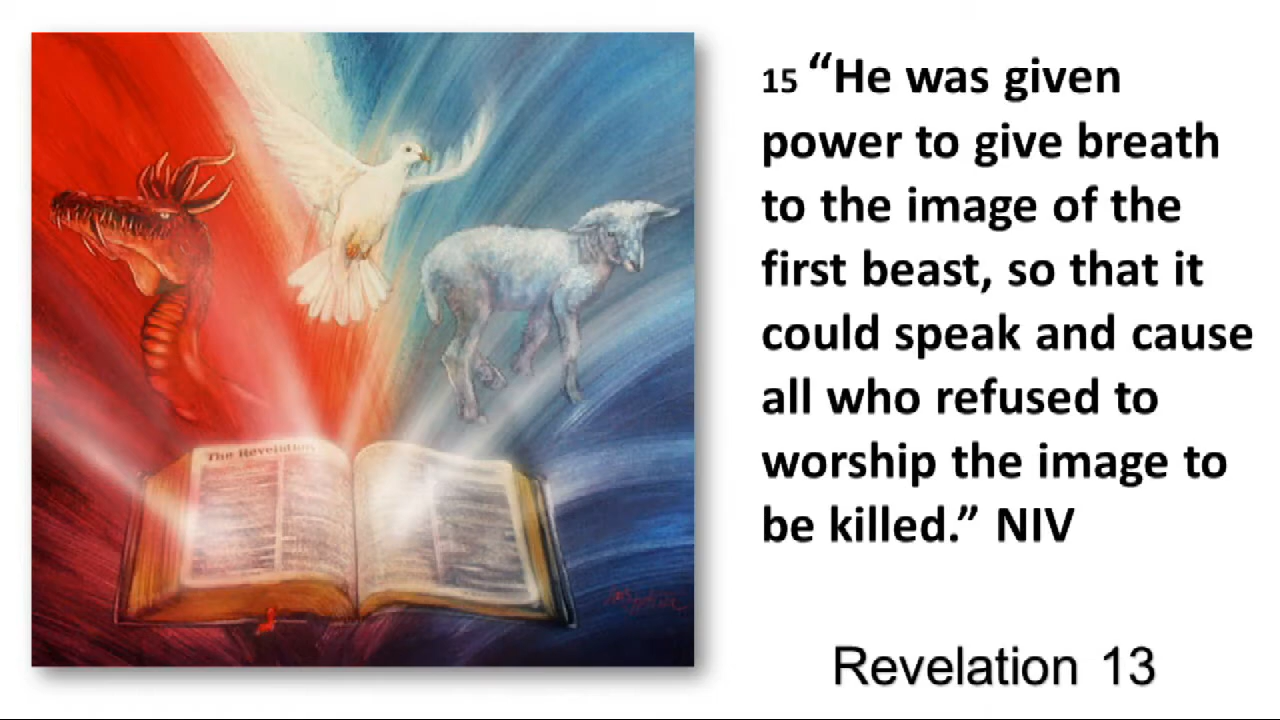 15 “He was given
power to give breath
to the image of the
first beast, so that it
could speak and cause
all who refused to
worship the image to
be killed.” NIV
The Revelation
Revelation 13